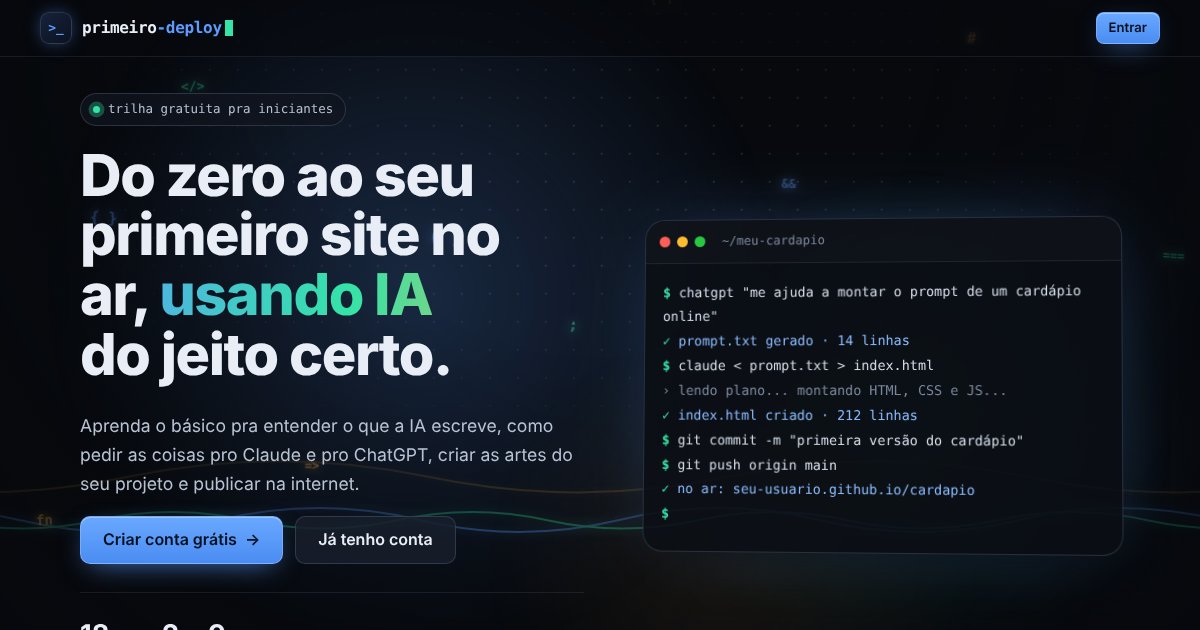 >_ primeiro-deploy
Entrar
</>
trilha gratuita pra iniciantes
Do zero ao seu
primeiro site no
ar, usando IA
do jeito certo.
{ }
#
&&
===
;
~/meu-cardapio
$ chatgpt "me ajuda a montar o prompt de um cardápio
online"
✓ prompt.txt gerado · 14 linhas
$ claude < prompt.txt > index.html
› lendo plano... montando HTML, CSS e JS...
✓ index.html criado · 212 linhas
$ git commit -m "primeira versão do cardápio"
$ git push origin main
✓ no ar: seu-usuario.github.io/cardapio
$
Aprenda o básico pra entender o que a IA escreve, como
pedir as coisas pro Claude e pro ChatGPT, criar as artes do
seu projeto e publicar na internet.
=>
fn
Criar conta grátis →
Já tenho conta